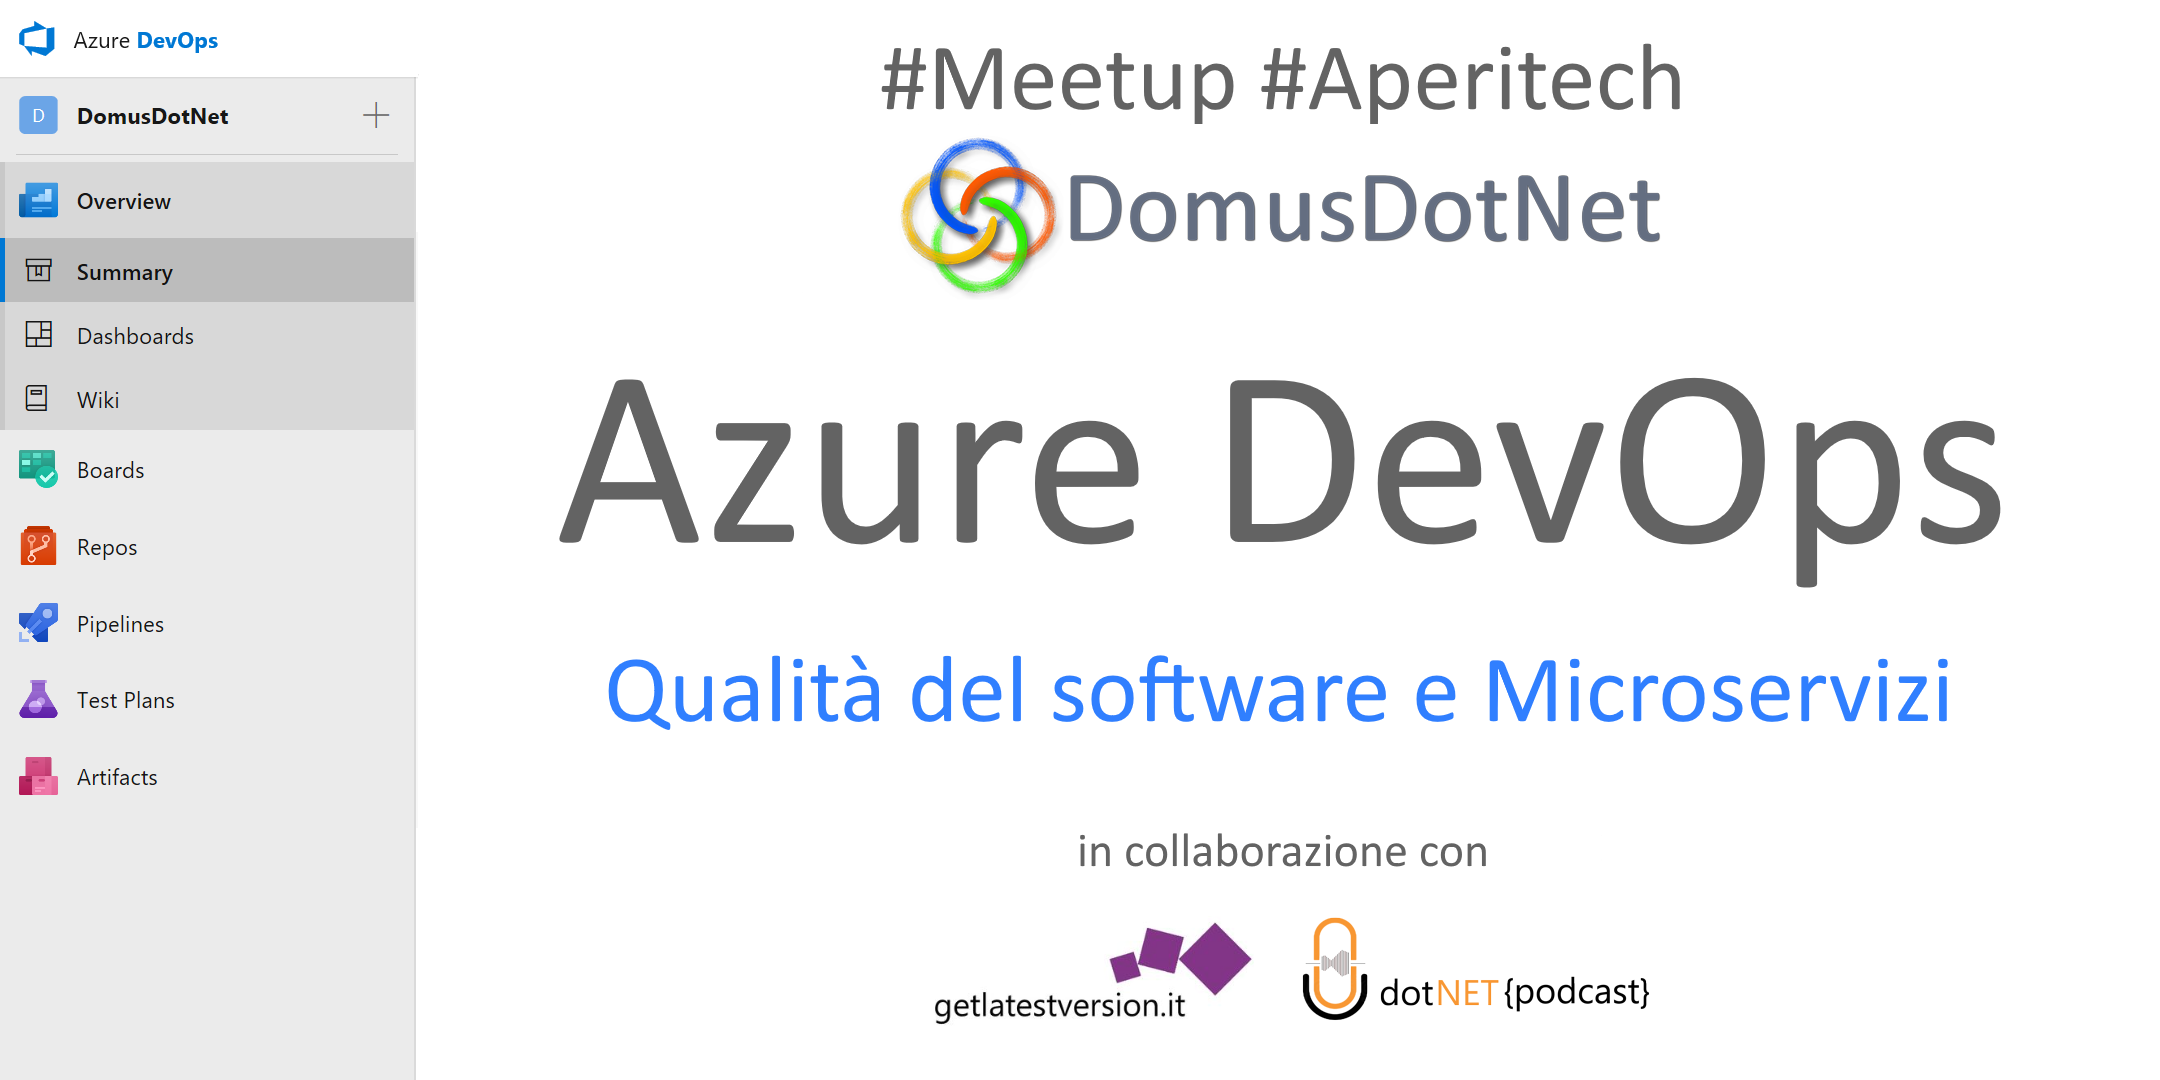 Azure DevOps
D DomusDotNet
Overview
Summary
Dashboards
Wiki
Boards
Repos
Pipelines
Test Plans
Artifacts
#Meetup #Aperitech
DomusDotNet
Azure DevOps
Qualità del software e Microservizi
in collaborazione con
getlatestversion.it
dotNET{podcast}